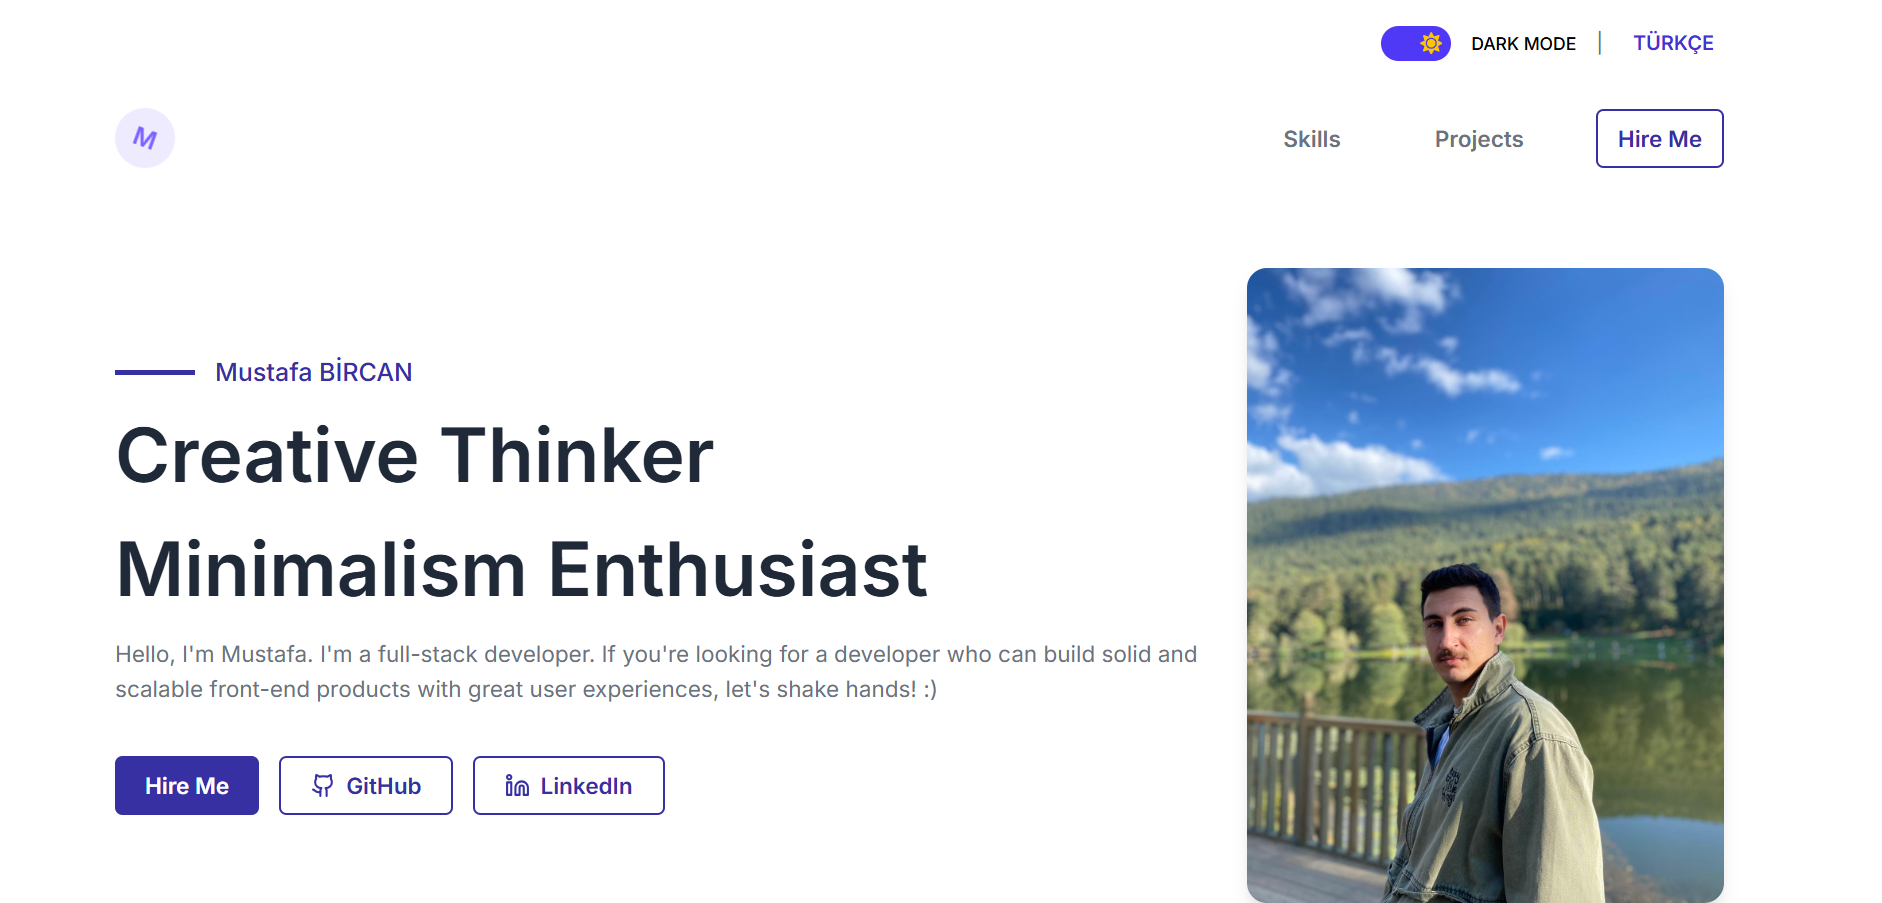 DARK MODE | TÜRKÇE
M
Skills Projects Hire Me
Mustafa BİRCAN
Creative Thinker
Minimalism Enthusiast
Hello, I'm Mustafa. I'm a full-stack developer. If you're looking for a developer who can build solid and
scalable front-end products with great user experiences, let's shake hands! :)
Hire Me GitHub LinkedIn